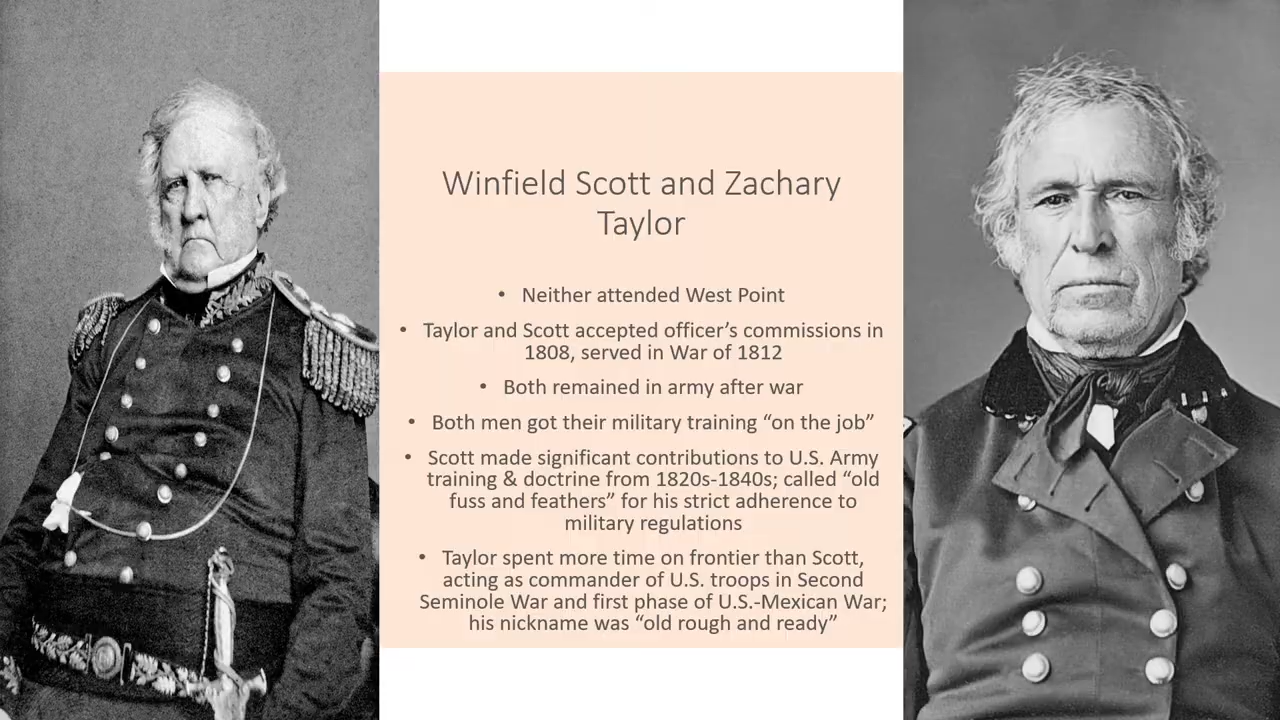 Winfield Scott and Zachary
Taylor
• Neither attended West Point
• Taylor and Scott accepted officer’s commissions in
1808, served in War of 1812
• Both remained in army after war
• Both men got their military training “on the job”
• Scott made significant contributions to U.S. Army
training & doctrine from 1820s-1840s; called “old
fuss and feathers” for his strict adherence to
military regulations
• Taylor spent more time on frontier than Scott,
acting as commander of U.S. troops in Second
Seminole War and first phase of U.S.-Mexican War;
his nickname was “old rough and ready”